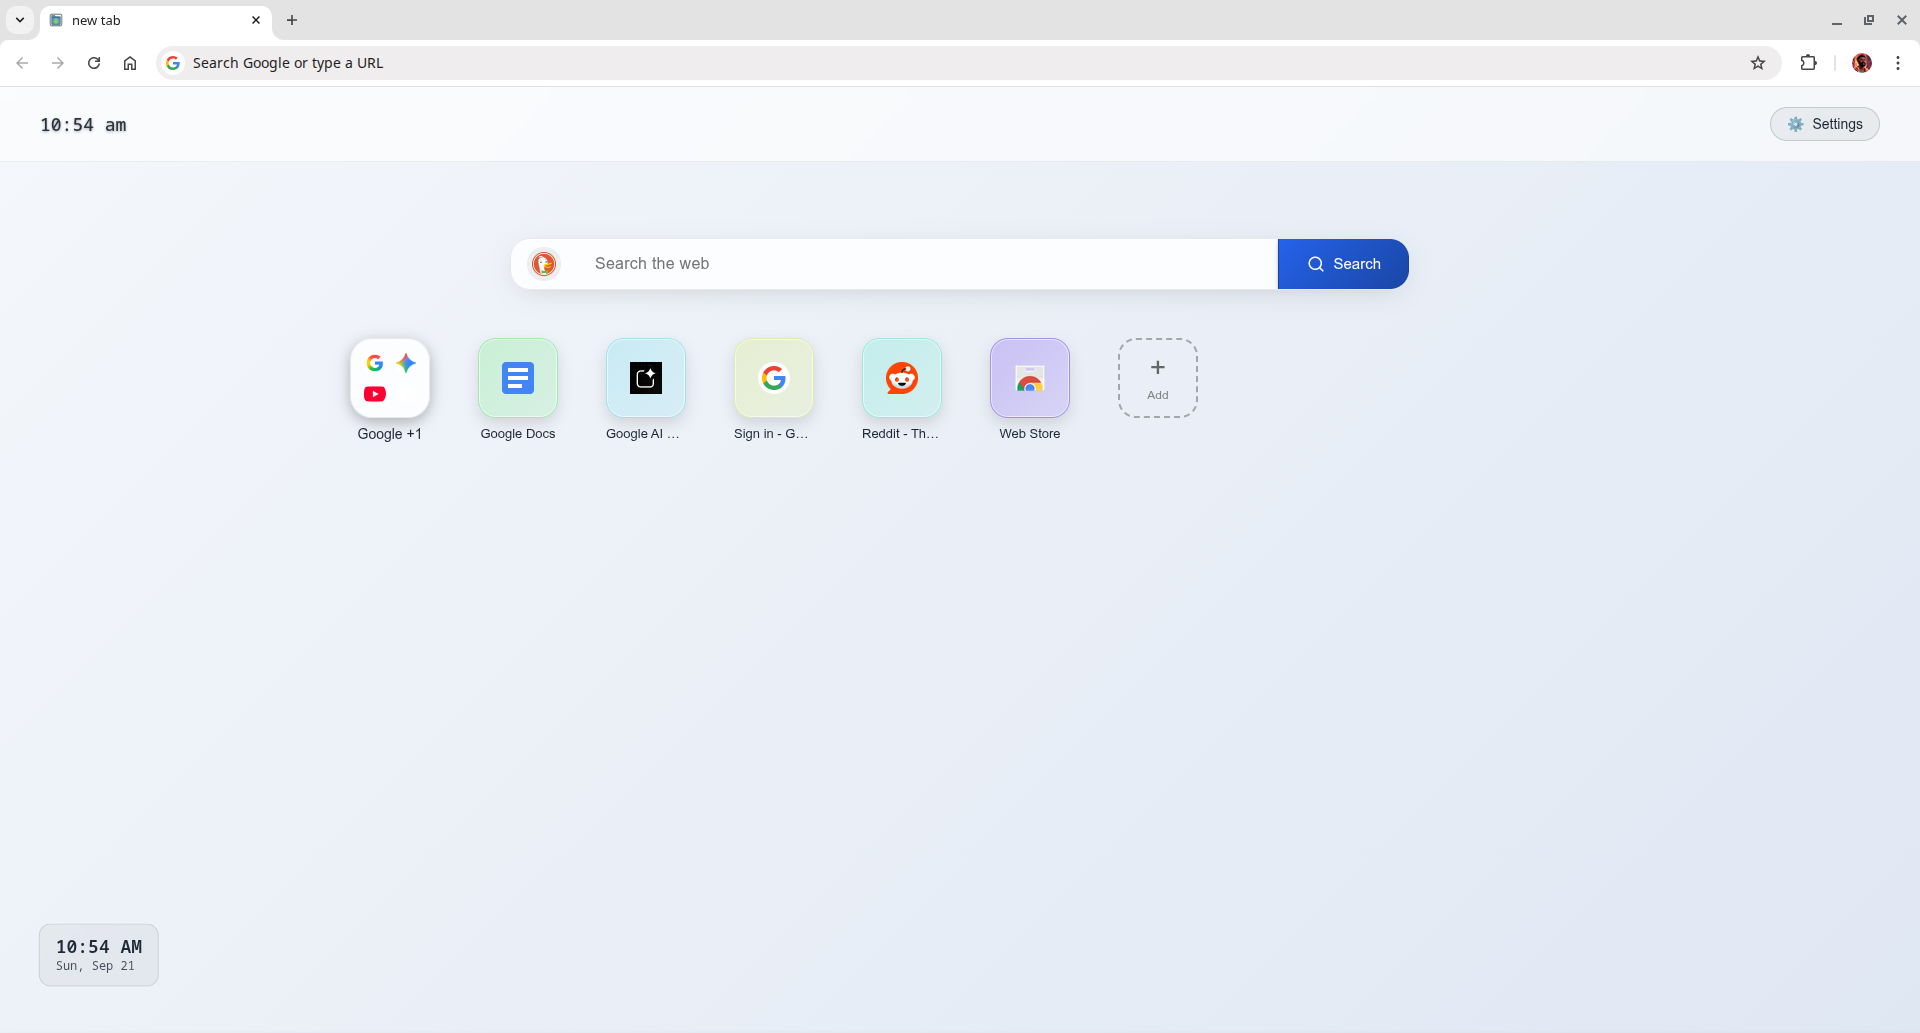 new tab
Search Google or type a URL
10:54 am
Settings
Search the web
Search
Google +1
Google Docs
Google AI ...
Sign in - G...
Reddit - Th...
Web Store
+
Add
10:54 AM
Sun, Sep 21